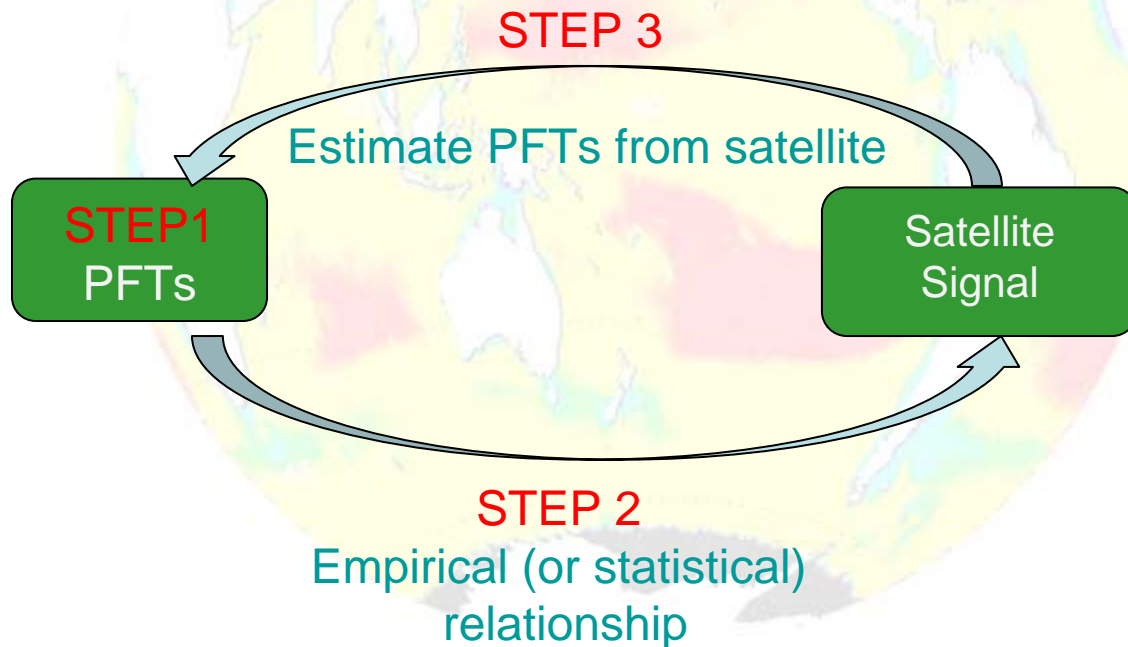 STEP 3
Estimate PFTs from satellite
STEP1
PFTs
Satellite
Signal
STEP 2
Empirical (or statistical)
relationship